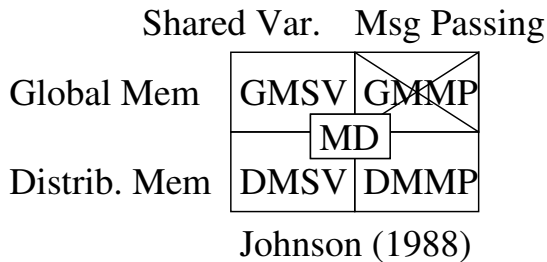 Shared Var. Msg Passing
Global Mem GMSV GMMP
MD
Distrib. Mem DMSV DMMP
Johnson (1988)